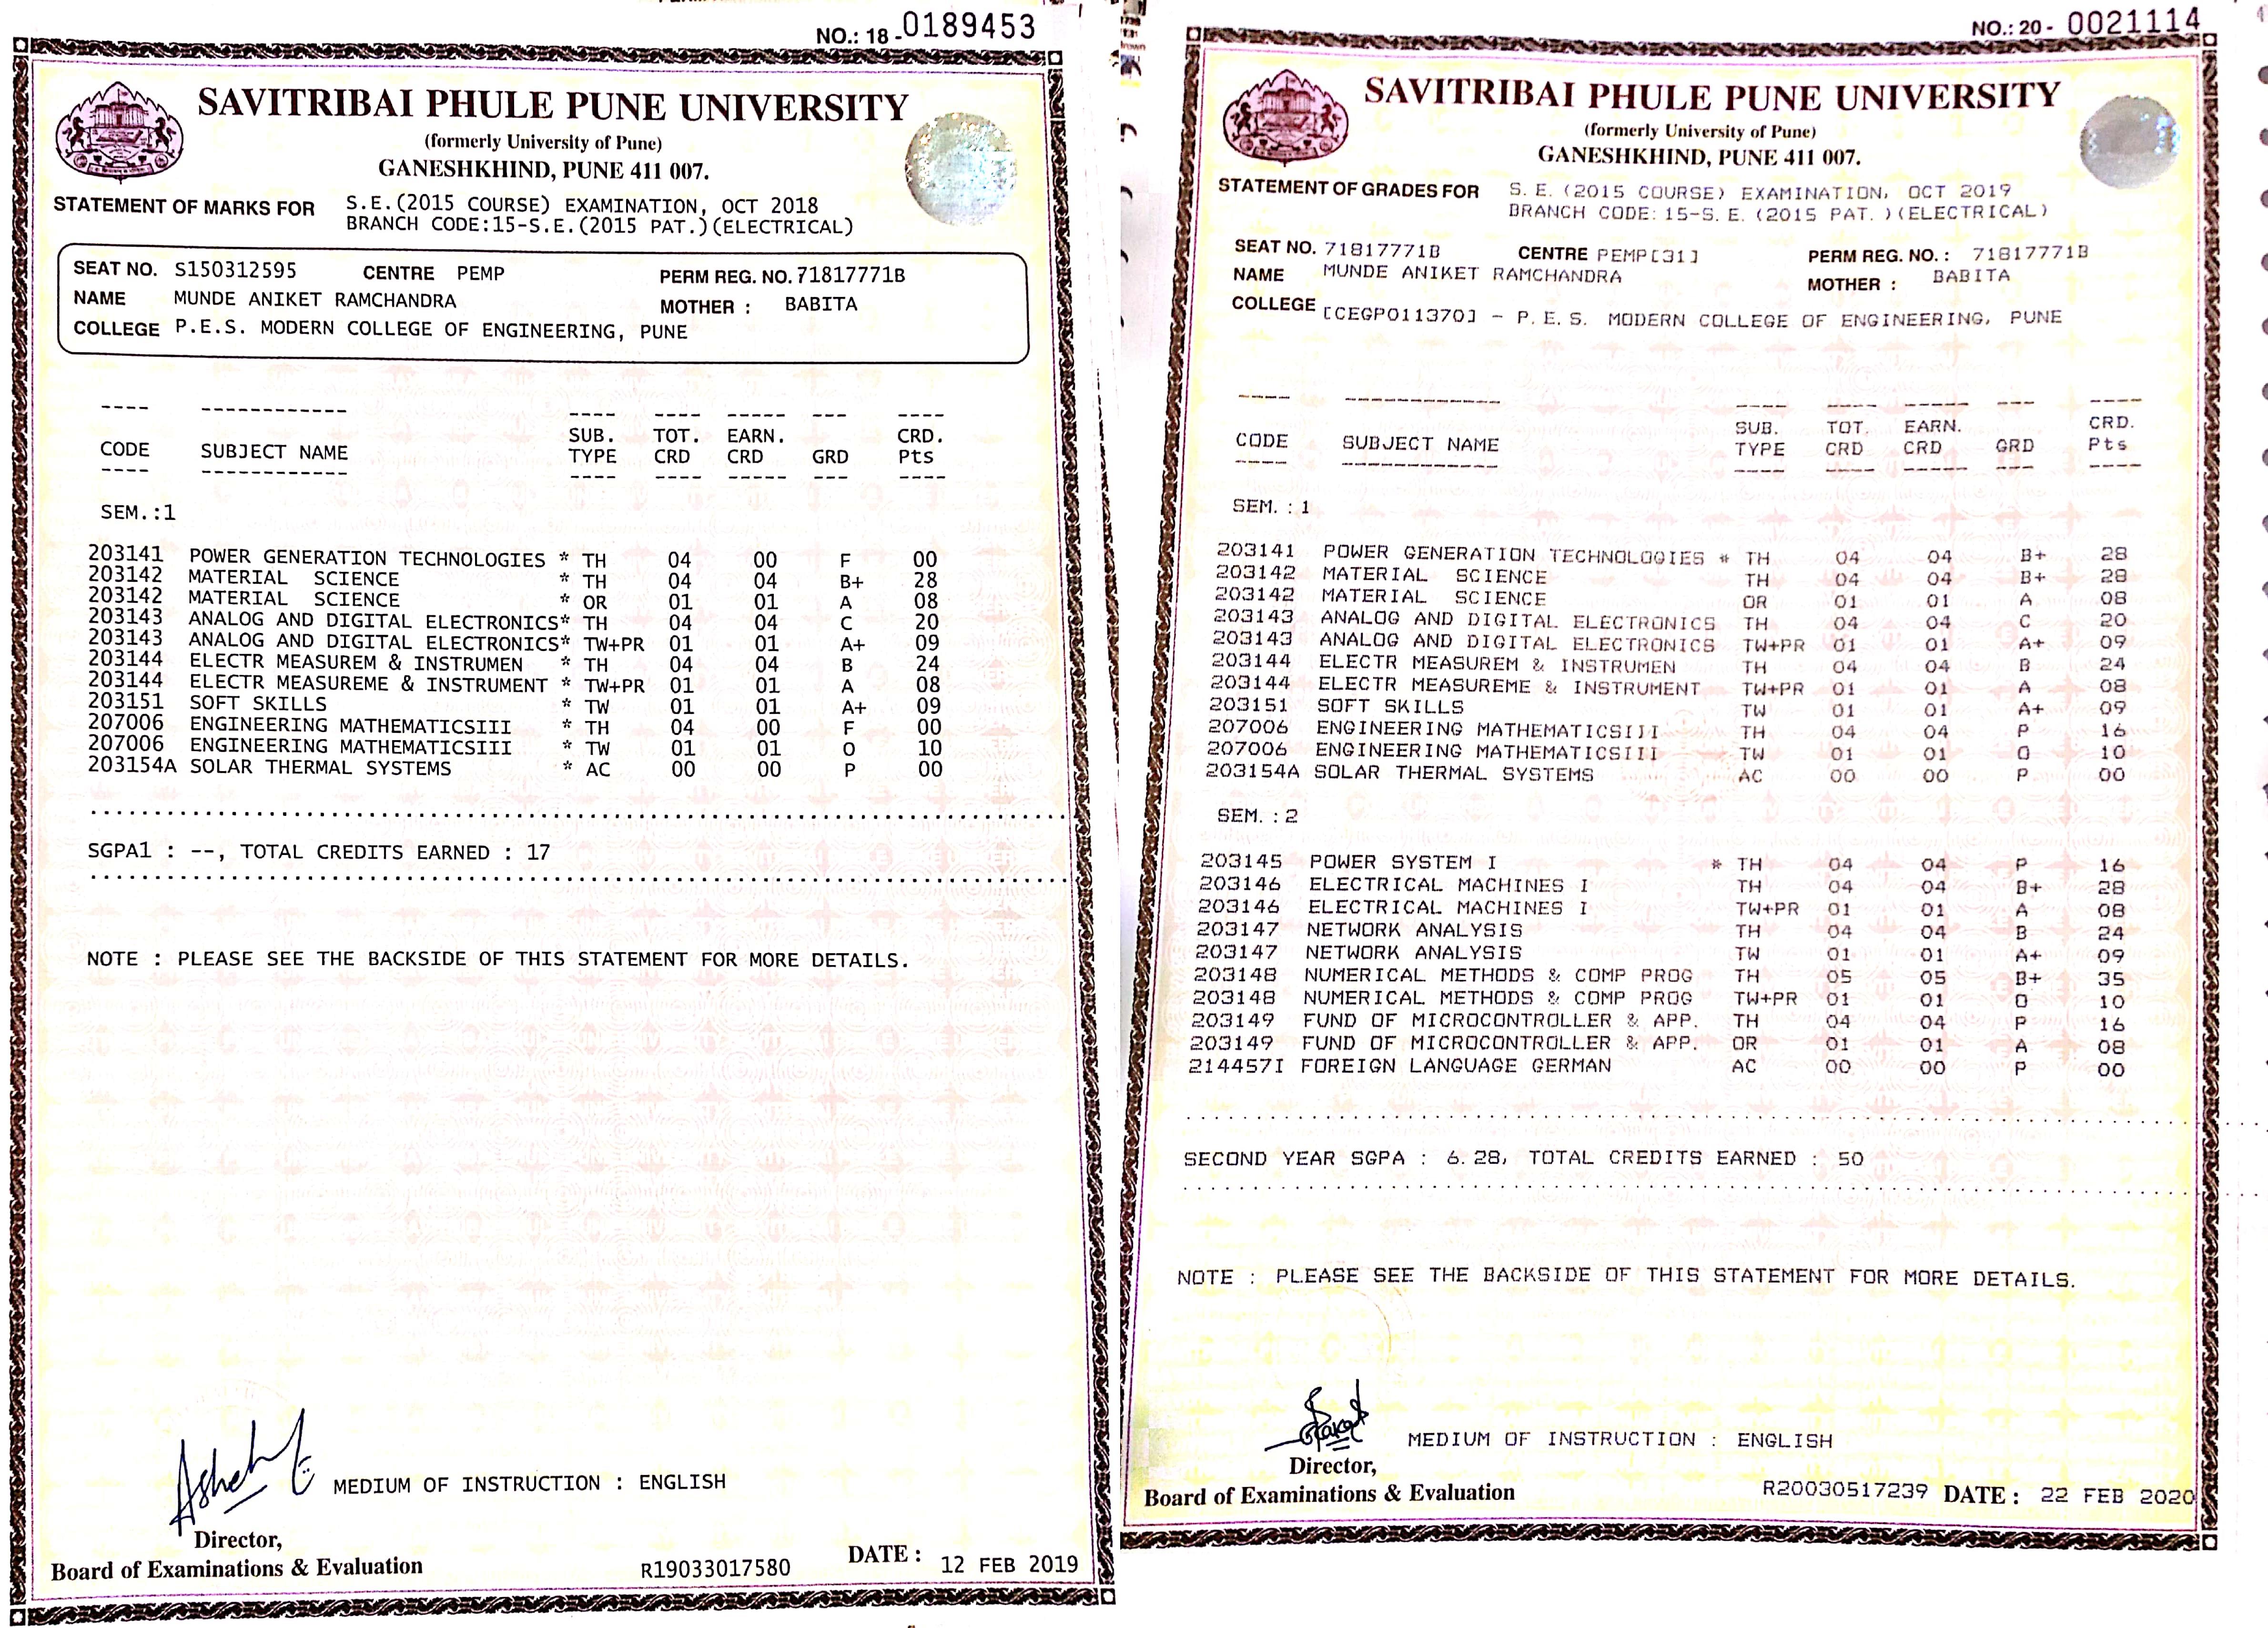 NO.: 18 - 0189453
SAVITRIBAI PHULE PUNE UNIVERSITY
(formerly University of Pune)
GANESHKHIND, PUNE 411 007.
STATEMENT OF MARKS FOR S.E.(2015 COURSE) EXAMINATION, OCT 2018
BRANCH CODE:15-S.E.(2015 PAT.)(ELECTRICAL)
SEAT NO. S150312595 CENTRE PEMP PERM REG. NO. 71817771B
NAME MUNDE ANIKET RAMCHANDRA MOTHER : BABITA
COLLEGE P.E.S. MODERN COLLEGE OF ENGINEERING, PUNE
---- ------------ ---- ---- ----- --- ----
SUB. TOT. EARN. CRD.
CODE SUBJECT NAME TYPE CRD CRD GRD Pts
---- ------------ ---- ---- ----- --- ----
SEM.:1
203141 POWER GENERATION TECHNOLOGIES * TH 04 00 F 00
203142 MATERIAL SCIENCE * TH 04 04 B+ 28
203142 MATERIAL SCIENCE * OR 01 01 A 08
203143 ANALOG AND DIGITAL ELECTRONICS* TH 04 04 C 20
203143 ANALOG AND DIGITAL ELECTRONICS* TW+PR 01 01 A+ 09
203144 ELECTR MEASUREM & INSTRUMEN * TH 04 04 B 24
203144 ELECTR MEASUREME & INSTRUMENT * TW+PR 01 01 A 08
203151 SOFT SKILLS * TW 01 01 A+ 09
207006 ENGINEERING MATHEMATICSIII * TH 04 00 F 00
207006 ENGINEERING MATHEMATICSIII * TW 01 01 O 10
203154A SOLAR THERMAL SYSTEMS * AC 00 00 P 00
SGPA1 : --, TOTAL CREDITS EARNED : 17
NOTE : PLEASE SEE THE BACKSIDE OF THIS STATEMENT FOR MORE DETAILS.
MEDIUM OF INSTRUCTION : ENGLISH
Director,
Board of Examinations & Evaluation R19033017580 DATE : 12 FEB 2019
NO.: 20 - 0021114
SAVITRIBAI PHULE PUNE UNIVERSITY
(formerly University of Pune)
GANESHKHIND, PUNE 411 007.
STATEMENT OF GRADES FOR S.E.(2015 COURSE) EXAMINATION, OCT 2019
BRANCH CODE:15-S.E.(2015 PAT.)(ELECTRICAL)
SEAT NO. 71817771B CENTRE PEMP[31] PERM REG. NO. : 71817771B
NAME MUNDE ANIKET RAMCHANDRA MOTHER : BABITA
COLLEGE [CEGP011370] - P.E.S. MODERN COLLEGE OF ENGINEERING, PUNE
---- ------------ ---- ---- ----- --- ----
SUB. TOT. EARN. CRD.
CODE SUBJECT NAME TYPE CRD CRD GRD Pts
---- ------------ ---- ---- ----- --- ----
SEM. : 1
203141 POWER GENERATION TECHNOLOGIES * TH 04 04 B+ 28
203142 MATERIAL SCIENCE TH 04 04 B+ 28
203142 MATERIAL SCIENCE OR 01 01 A 08
203143 ANALOG AND DIGITAL ELECTRONICS TH 04 04 C 20
203143 ANALOG AND DIGITAL ELECTRONICS TW+PR 01 01 A+ 09
203144 ELECTR MEASUREM & INSTRUMEN TH 04 04 B 24
203144 ELECTR MEASUREME & INSTRUMENT TW+PR 01 01 A 08
203151 SOFT SKILLS TW 01 01 A+ 09
207006 ENGINEERING MATHEMATICSIII TH 04 04 P 16
207006 ENGINEERING MATHEMATICSIII TW 01 01 O 10
203154A SOLAR THERMAL SYSTEMS AC 00 00 P 00
SEM. : 2
203145 POWER SYSTEM I * TH 04 04 P 16
203146 ELECTRICAL MACHINES I TH 04 04 B+ 28
203146 ELECTRICAL MACHINES I TW+PR 01 01 A 08
203147 NETWORK ANALYSIS TH 04 04 B 24
203147 NETWORK ANALYSIS TW 01 01 A+ 09
203148 NUMERICAL METHODS & COMP PROG TH 05 05 B+ 35
203148 NUMERICAL METHODS & COMP PROG TW+PR 01 01 O 10
203149 FUND OF MICROCONTROLLER & APP. TH 04 04 P 16
203149 FUND OF MICROCONTROLLER & APP. OR 01 01 A 08
214457I FOREIGN LANGUAGE GERMAN AC 00 00 P 00
SECOND YEAR SGPA : 6.28, TOTAL CREDITS EARNED : 50
NOTE : PLEASE SEE THE BACKSIDE OF THIS STATEMENT FOR MORE DETAILS.
MEDIUM OF INSTRUCTION : ENGLISH
Director,
Board of Examinations & Evaluation R20030517239 DATE : 22 FEB 2020